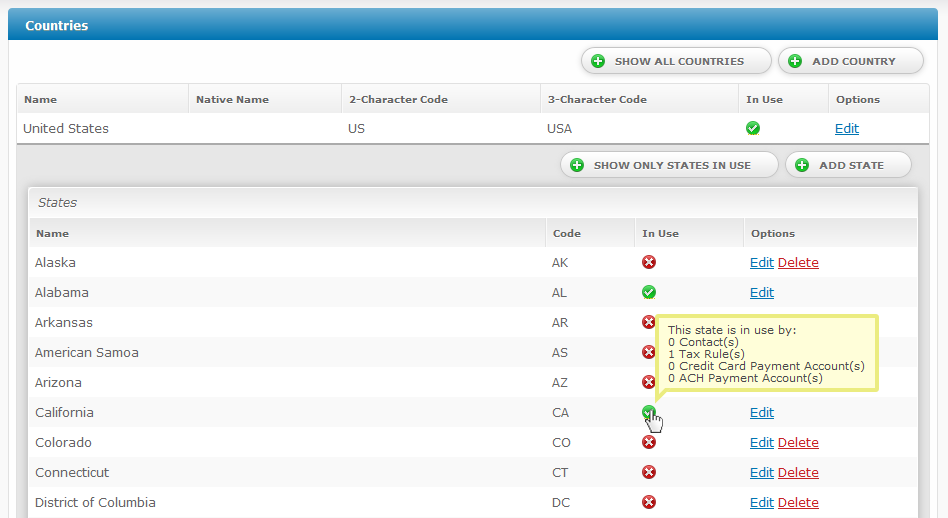 Countries
SHOW ALL COUNTRIES ADD COUNTRY
Name Native Name 2-Character Code 3-Character Code In Use Options
United States US USA Edit
SHOW ONLY STATES IN USE ADD STATE
States
Name Code In Use Options
Alaska AK Edit Delete
Alabama AL Edit
Arkansas AR
American Samoa AS
Arizona AZ
This state is in use by:
0 Contact(s)
1 Tax Rule(s)
0 Credit Card Payment Account(s)
0 ACH Payment Account(s)
California CA Edit
Colorado CO Edit Delete
Connecticut CT Edit Delete
District of Columbia DC Edit Delete